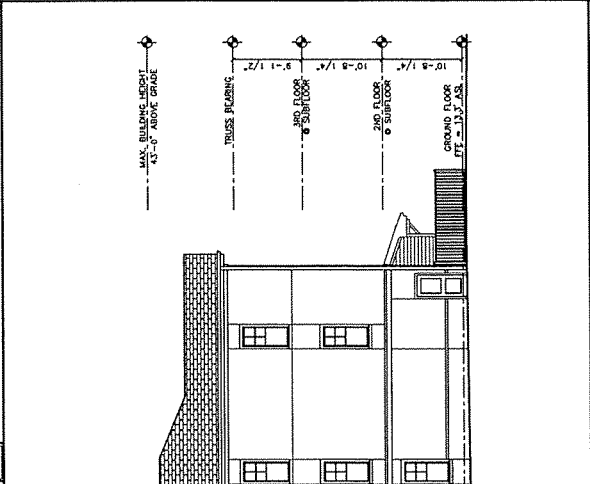 MAX. BUILDING HEIGHT
43'-0" ABOVE GRADE
TRUSS BEARING
9'-1 1/2"
3RD FLOOR
@ SUBFLOOR
10'-8 1/4"
2ND FLOOR
@ SUBFLOOR
10'-8 1/4"
GROUND FLOOR
FFE = 13.5' ASL